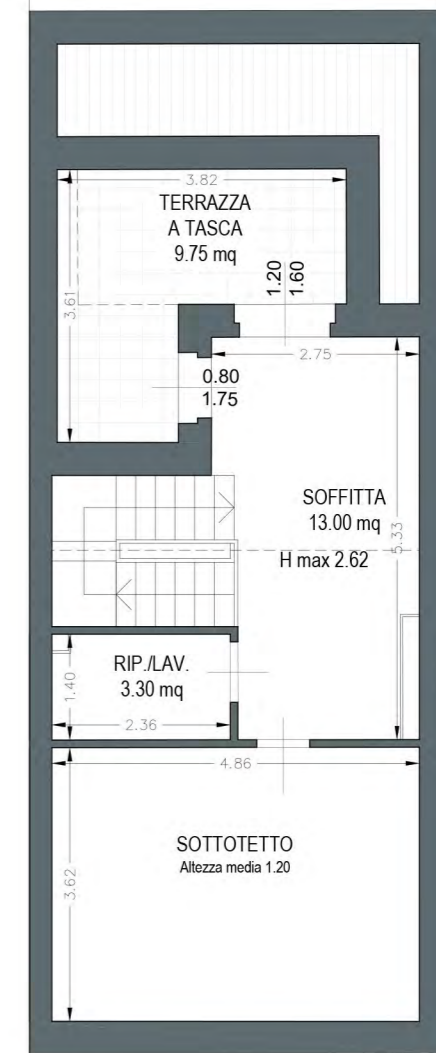 3.82
TERRAZZA
A TASCA
9.75 mq
1.20
1.60
3.61
2.75
0.80
1.75
SOFFITTA
13.00 mq
5.33
H max 2.62
RIP./LAV.
3.30 mq
1.40
2.36
4.86
SOTTOTETTO
Altezza media 1.20
3.62